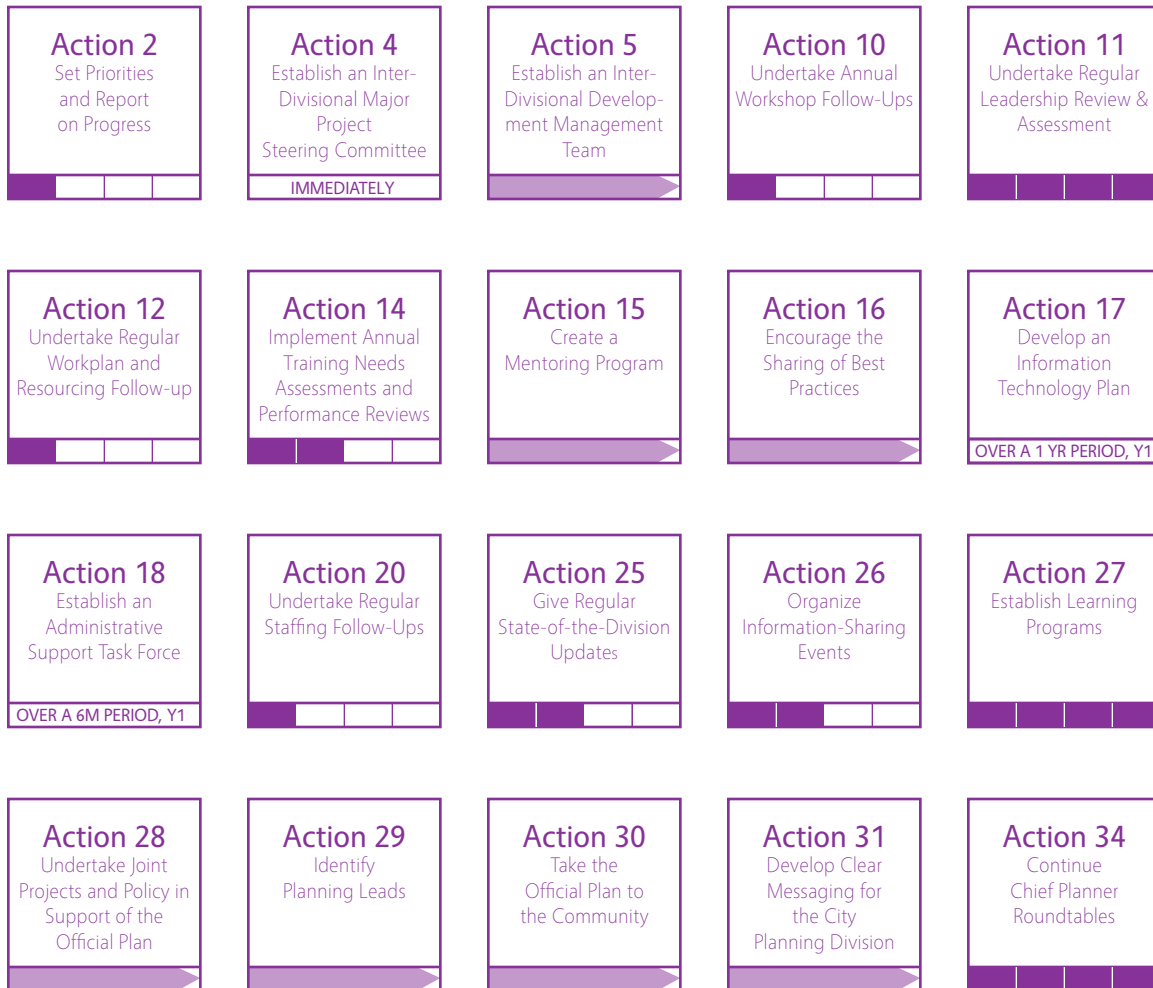 Action 2
Set Priorities
and Report
on Progress
Action 4
Establish an Inter-
Divisional Major
Project
Steering Committee
IMMEDIATELY
Action 5
Establish an Inter-
Divisional Develop-
ment Management
Team
Action 10
Undertake Annual
Workshop Follow-Ups
Action 11
Undertake Regular
Leadership Review &
Assessment
Action 12
Undertake Regular
Workplan and
Resourcing Follow-up
Action 14
Implement Annual
Training Needs
Assessments and
Performance Reviews
Action 15
Create a
Mentoring Program
Action 16
Encourage the
Sharing of Best
Practices
Action 17
Develop an
Information
Technology Plan
OVER A 1 YR PERIOD, Y1
Action 18
Establish an
Administrative
Support Task Force
OVER A 6M PERIOD, Y1
Action 20
Undertake Regular
Staffing Follow-Ups
Action 25
Give Regular
State-of-the-Division
Updates
Action 26
Organize
Information-Sharing
Events
Action 27
Establish Learning
Programs
Action 28
Undertake Joint
Projects and Policy in
Support of the
Official Plan
Action 29
Identify
Planning Leads
Action 30
Take the
Official Plan to
the Community
Action 31
Develop Clear
Messaging for
the City
Planning Division
Action 34
Continue
Chief Planner
Roundtables